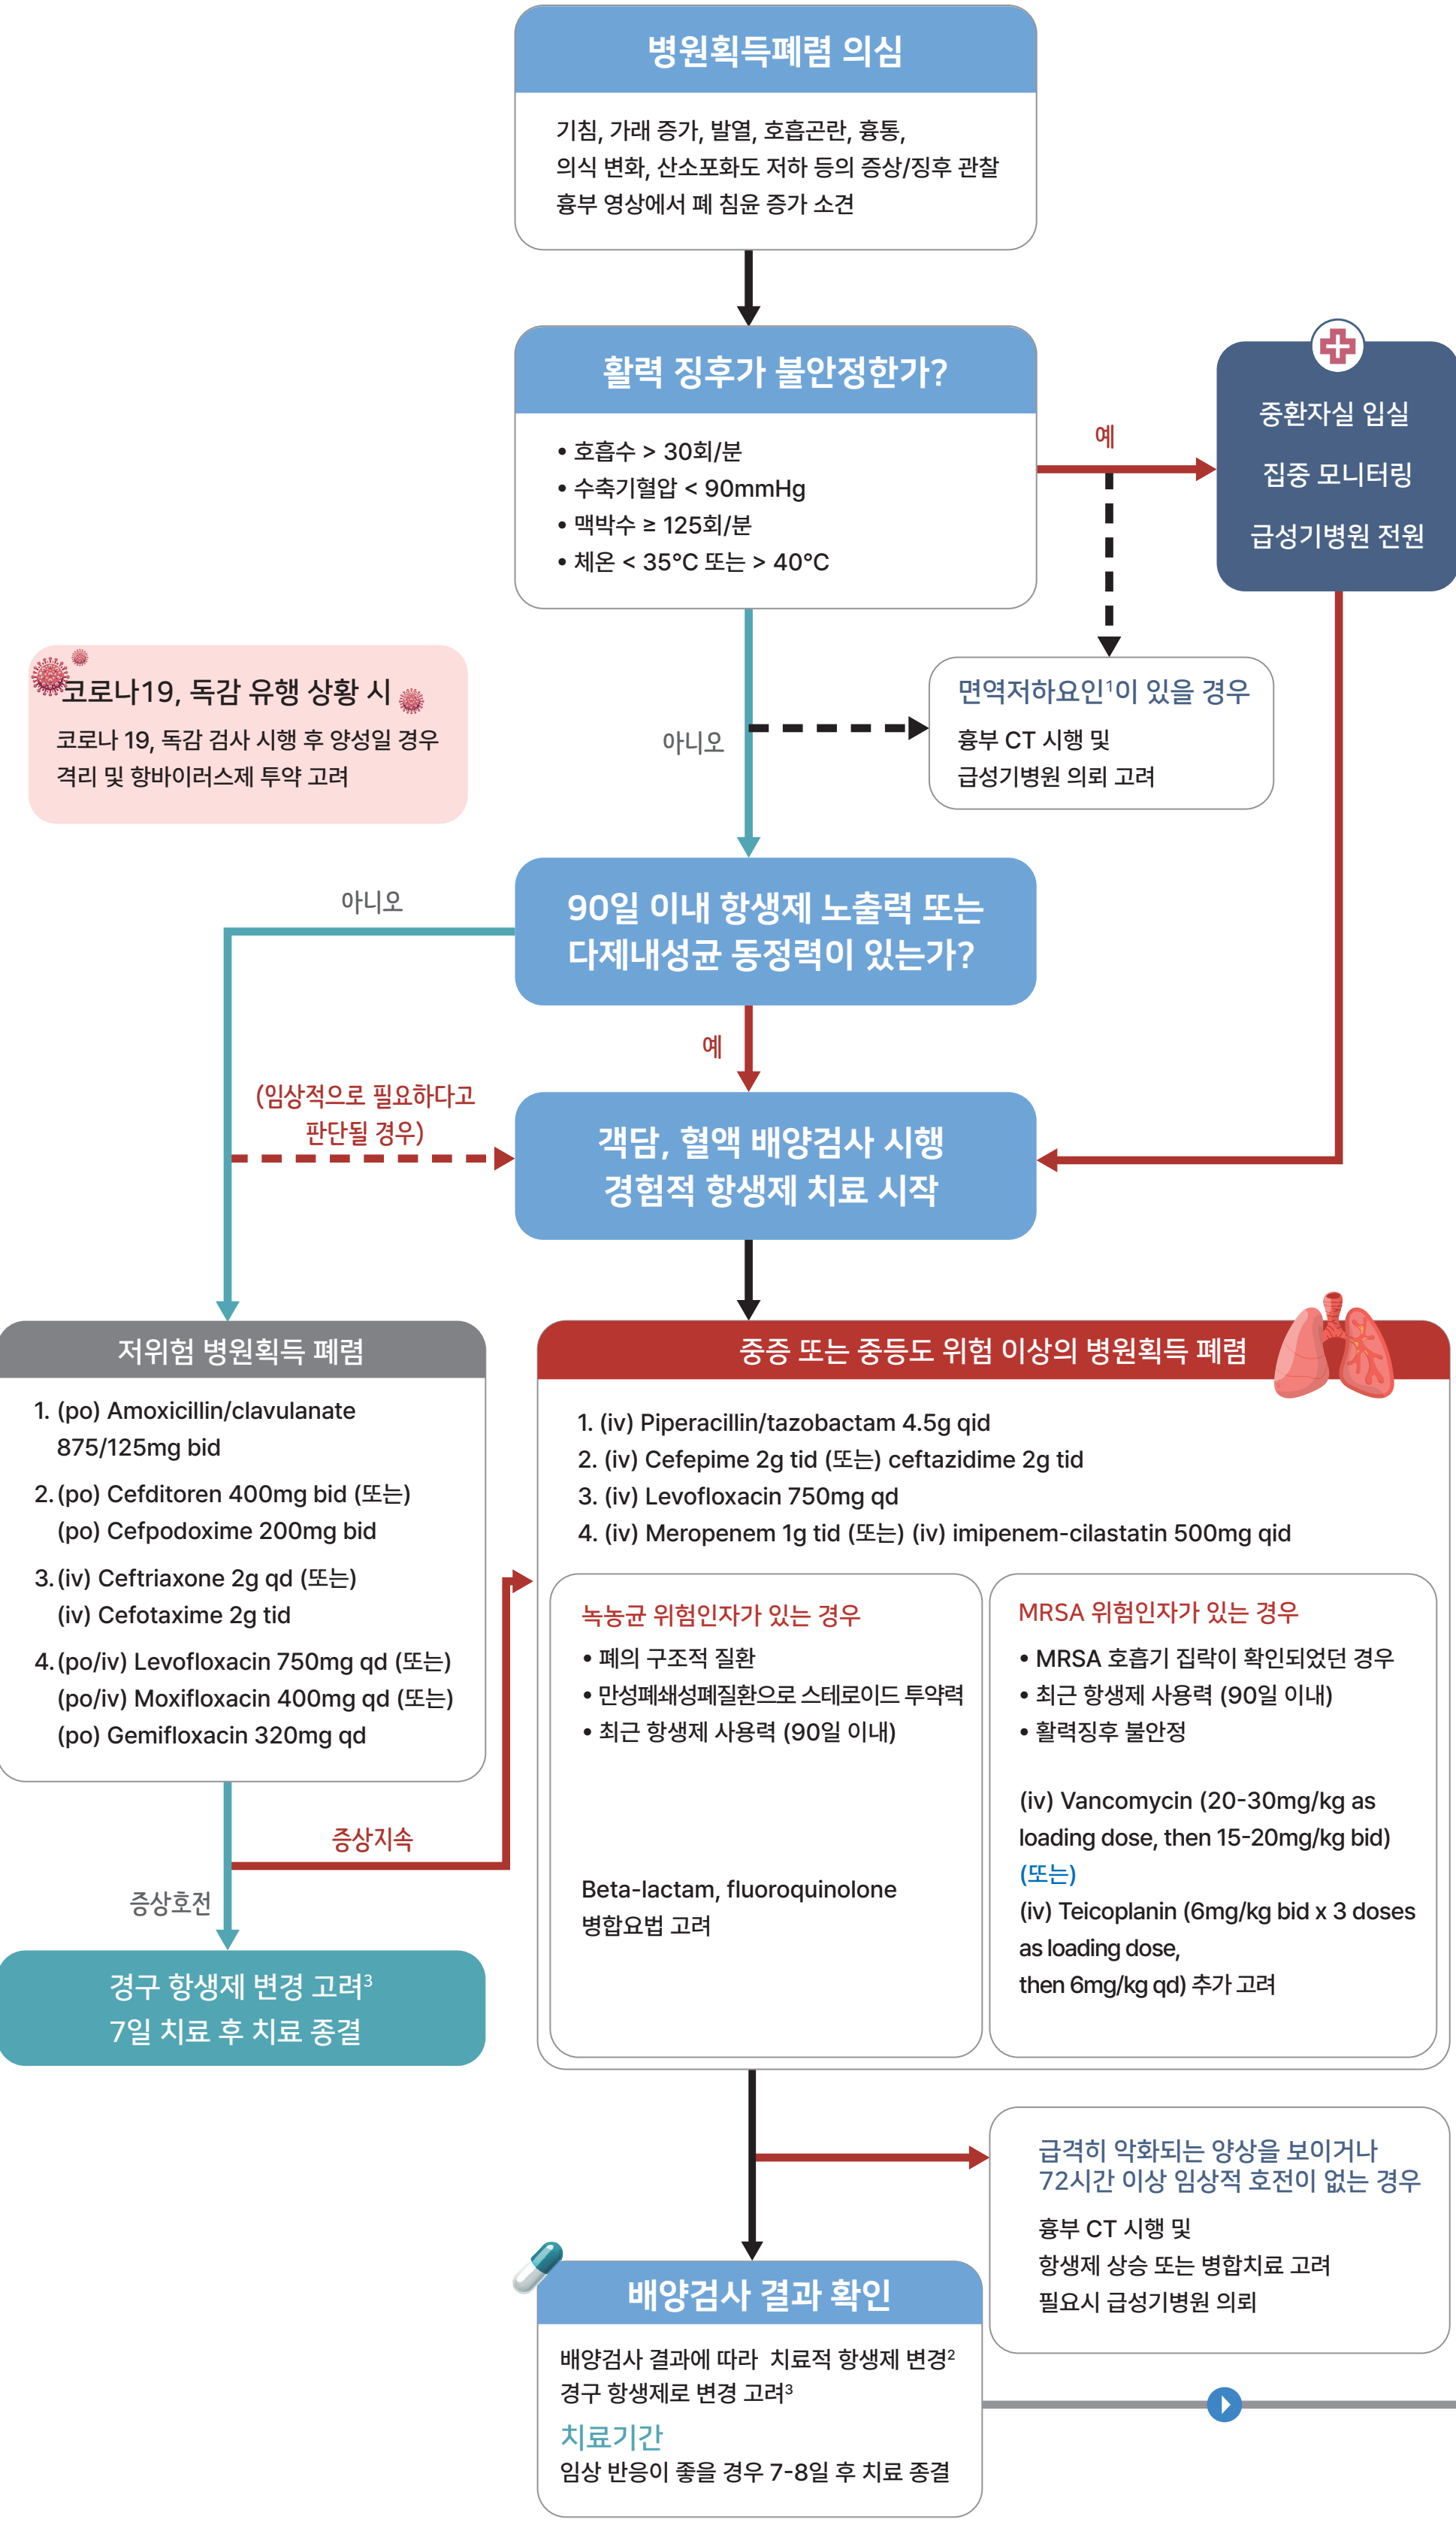 병원획득폐렴 의심
기침, 가래 증가, 발열, 호흡곤란, 흉통,
의식 변화, 산소포화도 저하 등의 증상/징후 관찰
흉부 영상에서 폐 침윤 증가 소견
활력 징후가 불안정한가?
• 호흡수 > 30회/분
• 수축기혈압 < 90mmHg
• 맥박수 ≥ 125회/분
• 체온 < 35°C 또는 > 40°C
예
중환자실 입실
집중 모니터링
급성기병원 전원
코로나19, 독감 유행 상황 시
코로나 19, 독감 검사 시행 후 양성일 경우
격리 및 항바이러스제 투약 고려
아니오
면역저하요인¹이 있을 경우
흉부 CT 시행 및
급성기병원 의뢰 고려
90일 이내 항생제 노출력 또는
다제내성균 동정력이 있는가?
아니오
예
(임상적으로 필요하다고
판단될 경우)
객담, 혈액 배양검사 시행
경험적 항생제 치료 시작
저위험 병원획득 폐렴
1. (po) Amoxicillin/clavulanate
875/125mg bid
2. (po) Cefditoren 400mg bid (또는)
(po) Cefpodoxime 200mg bid
3. (iv) Ceftriaxone 2g qd (또는)
(iv) Cefotaxime 2g tid
4. (po/iv) Levofloxacin 750mg qd (또는)
(po/iv) Moxifloxacin 400mg qd (또는)
(po) Gemifloxacin 320mg qd
증상지속
증상호전
경구 항생제 변경 고려³
7일 치료 후 치료 종결
중증 또는 중등도 위험 이상의 병원획득 폐렴
1. (iv) Piperacillin/tazobactam 4.5g qid
2. (iv) Cefepime 2g tid (또는) ceftazidime 2g tid
3. (iv) Levofloxacin 750mg qd
4. (iv) Meropenem 1g tid (또는) (iv) imipenem-cilastatin 500mg qid
녹농균 위험인자가 있는 경우
• 폐의 구조적 질환
• 만성폐쇄성폐질환으로 스테로이드 투약력
• 최근 항생제 사용력 (90일 이내)
Beta-lactam, fluoroquinolone
병합요법 고려
MRSA 위험인자가 있는 경우
• MRSA 호흡기 집락이 확인되었던 경우
• 최근 항생제 사용력 (90일 이내)
• 활력징후 불안정
(iv) Vancomycin (20-30mg/kg as
loading dose, then 15-20mg/kg bid)
(또는)
(iv) Teicoplanin (6mg/kg bid x 3 doses
as loading dose,
then 6mg/kg qd) 추가 고려
급격히 악화되는 양상을 보이거나
72시간 이상 임상적 호전이 없는 경우
흉부 CT 시행 및
항생제 상승 또는 병합치료 고려
필요시 급성기병원 의뢰
배양검사 결과 확인
배양검사 결과에 따라 치료적 항생제 변경²
경구 항생제로 변경 고려³
치료기간
임상 반응이 좋을 경우 7-8일 후 치료 종결